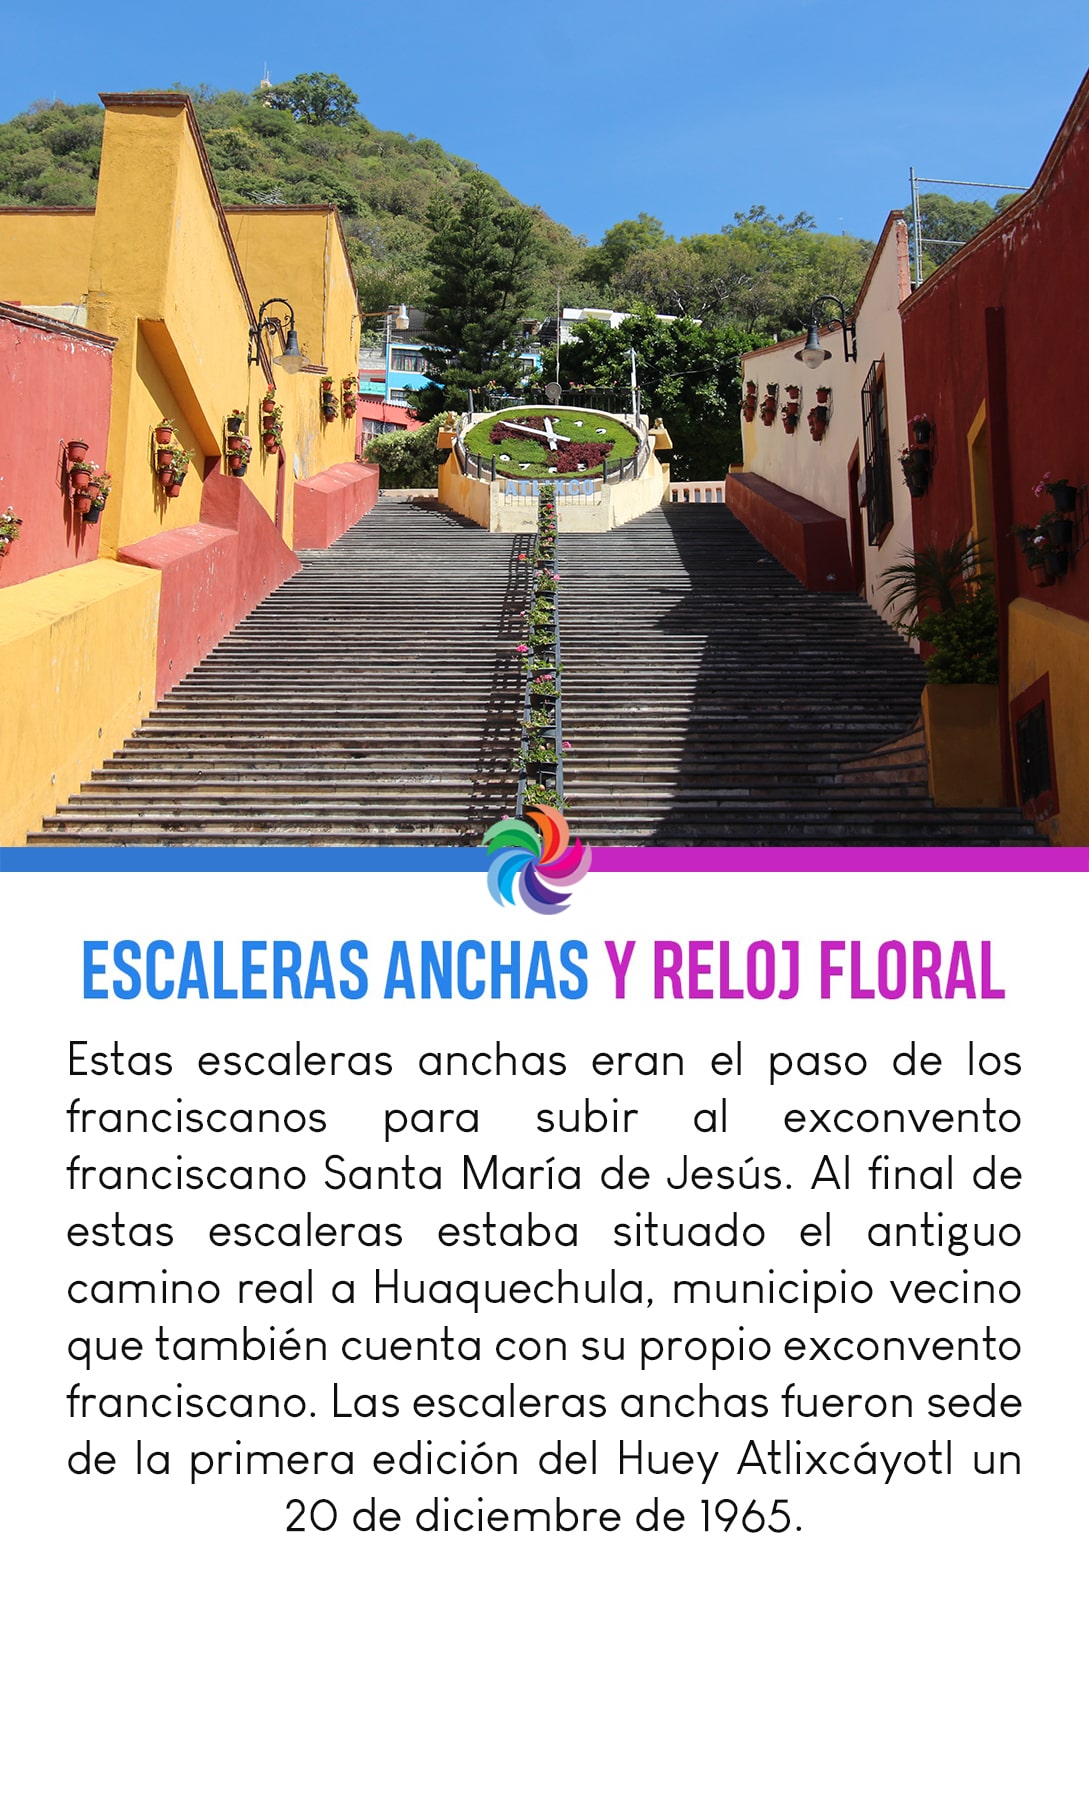 ATLIXCO
ESCALERAS ANCHAS Y RELOJ FLORAL
Estas escaleras anchas eran el paso de los
franciscanos para subir al exconvento
franciscano Santa María de Jesús. Al final de
estas escaleras estaba situado el antiguo
camino real a Huaquechula, municipio vecino
que también cuenta con su propio exconvento
franciscano. Las escaleras anchas fueron sede
de la primera edición del Huey Atlixcáyotl un
20 de diciembre de 1965.